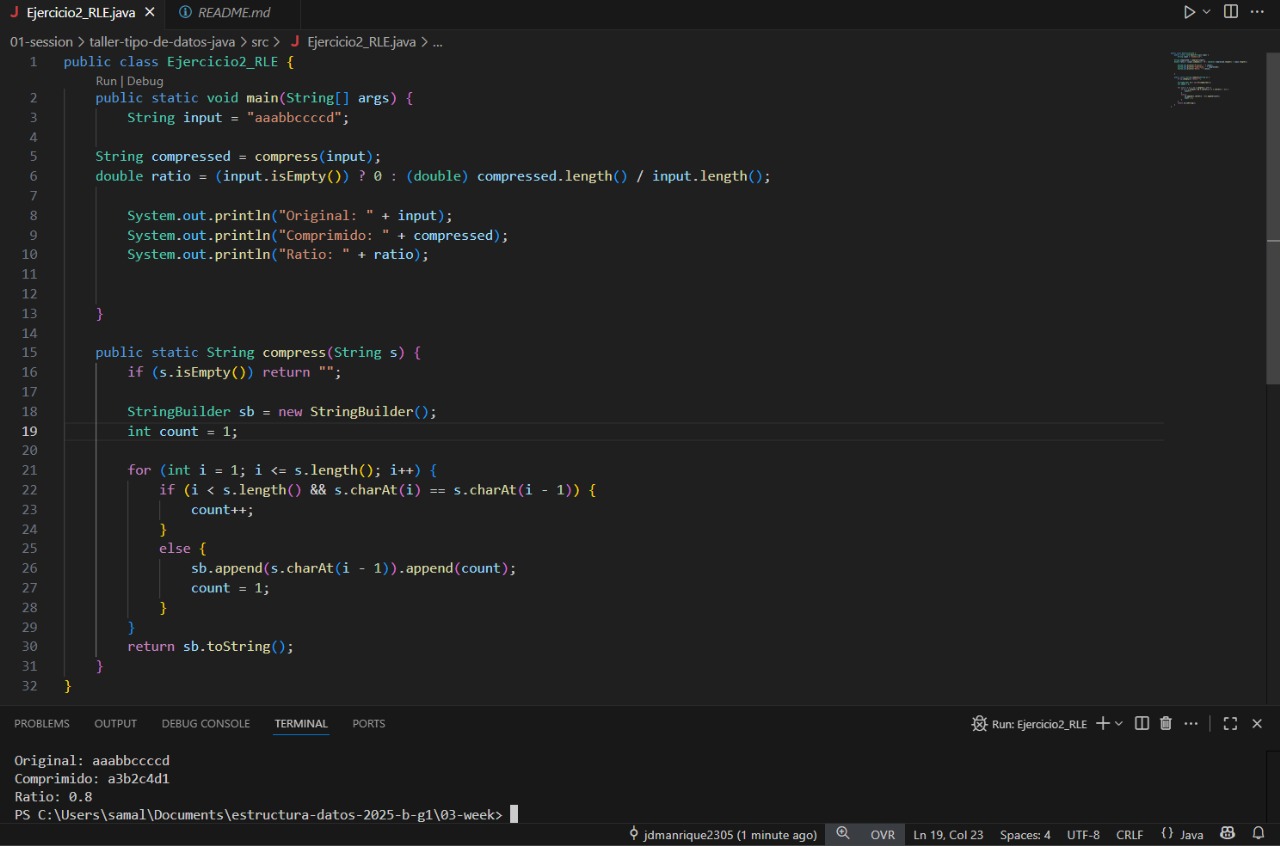 Ejercicio2_RLE.java
README.md
01-session > taller-tipo-de-datos-java > src > Ejercicio2_RLE.java > ...
1 public class Ejercicio2_RLE {
Run | Debug
2 public static void main(String[] args) {
3 String input = "aaabbccccd";
4
5 String compressed = compress(input);
6 double ratio = (input.isEmpty()) ? 0 : (double) compressed.length() / input.length();
7
8 System.out.println("Original: " + input);
9 System.out.println("Comprimido: " + compressed);
10 System.out.println("Ratio: " + ratio);
11
12
13 }
14
15 public static String compress(String s) {
16 if (s.isEmpty()) return "";
17
18 StringBuilder sb = new StringBuilder();
19 int count = 1;
20
21 for (int i = 1; i <= s.length(); i++) {
22 if (i < s.length() && s.charAt(i) == s.charAt(i - 1)) {
23 count++;
24 }
25 else {
26 sb.append(s.charAt(i - 1)).append(count);
27 count = 1;
28 }
29 }
30 return sb.toString();
31 }
32 }
PROBLEMS OUTPUT DEBUG CONSOLE TERMINAL PORTS Run: Ejercicio2_RLE
Original: aaabbccccd
Comprimido: a3b2c4d1
Ratio: 0.8
PS C:\Users\samal\Documents\estructura-datos-2025-b-g1\03-week>
jdmanrique2305 (1 minute ago) OVR Ln 19, Col 23 Spaces: 4 UTF-8 CRLF {} Java